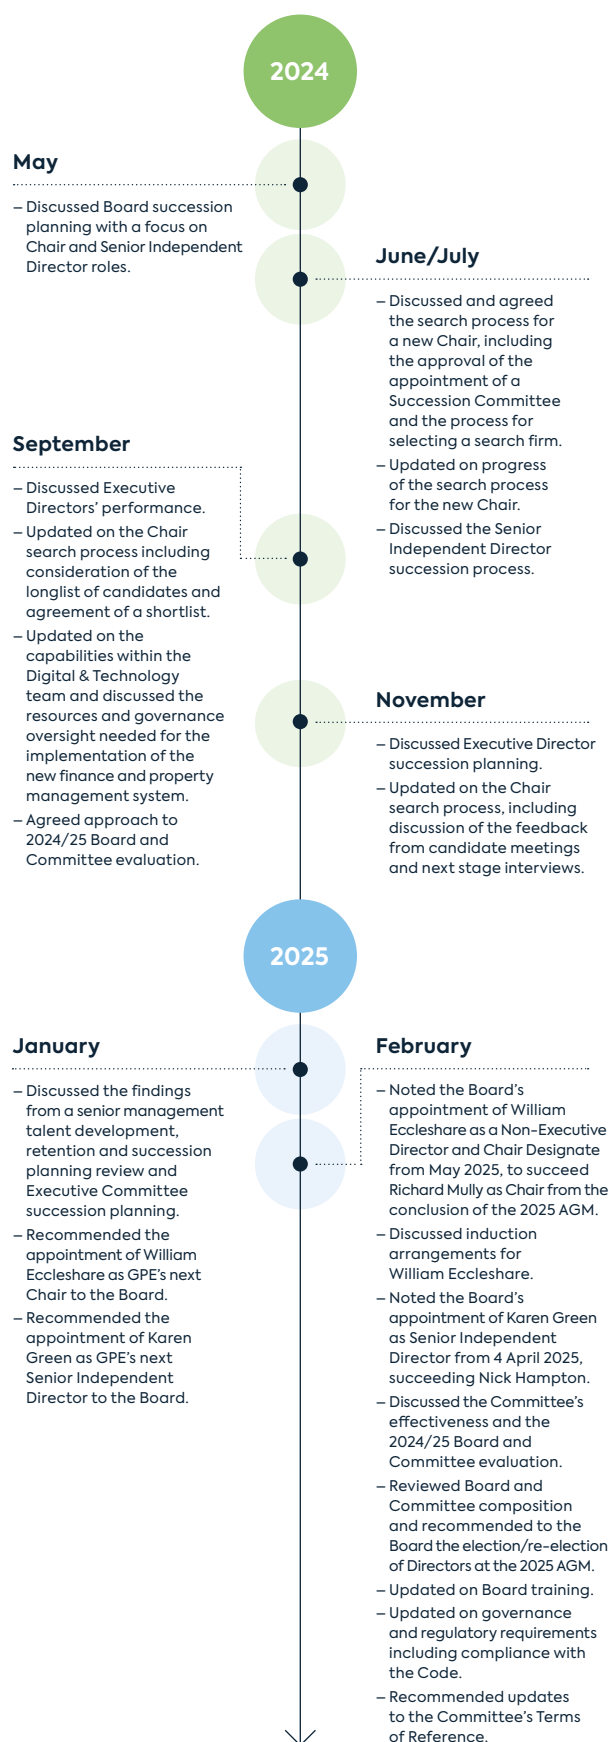 2024
May
– Discussed Board succession
planning with a focus on
Chair and Senior Independent
Director roles.
June/July
– Discussed and agreed
the search process for
a new Chair, including
the approval of the
appointment of a
Succession Committee
and the process for
selecting a search firm.
– Updated on progress
of the search process
for the new Chair.
– Discussed the Senior
Independent Director
succession process.
September
– Discussed Executive
Directors’ performance.
– Updated on the Chair
search process including
consideration of the
longlist of candidates and
agreement of a shortlist.
– Updated on the
capabilities within the
Digital & Technology
team and discussed the
resources and governance
oversight needed for the
implementation of the
new finance and property
management system.
– Agreed approach to
2024/25 Board and
Committee evaluation.
November
– Discussed Executive Director
succession planning.
– Updated on the Chair
search process, including
discussion of the feedback
from candidate meetings
and next stage interviews.
2025
January
– Discussed the findings
from a senior management
talent development,
retention and succession
planning review and
Executive Committee
succession planning.
– Recommended the
appointment of William
Eccleshare as GPE’s next
Chair to the Board.
– Recommended the
appointment of Karen
Green as GPE’s next
Senior Independent
Director to the Board.
February
– Noted the Board’s
appointment of William
Eccleshare as a Non-Executive
Director and Chair Designate
from May 2025, to succeed
Richard Mully as Chair from the
conclusion of the 2025 AGM.
– Discussed induction
arrangements for
William Eccleshare.
– Noted the Board’s
appointment of Karen Green
as Senior Independent
Director from 4 April 2025,
succeeding Nick Hampton.
– Discussed the Committee’s
effectiveness and the
2024/25 Board and
Committee evaluation.
– Reviewed Board and
Committee composition
and recommended to the
Board the election/re-election
of Directors at the 2025 AGM.
– Updated on Board training.
– Updated on governance
and regulatory requirements
including compliance with
the Code.
– Recommended updates
to the Committee’s Terms
of Reference.